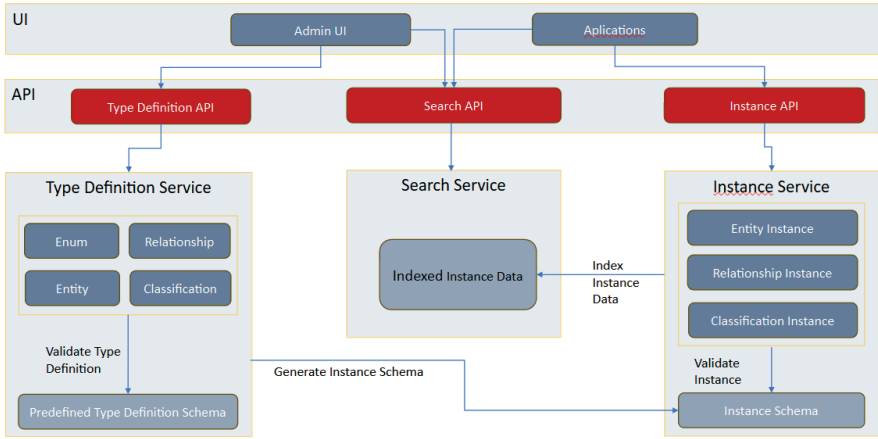 UI
Admin UI
Aplications
API
Type Definition API
Search API
Instance API
Type Definition Service
Enum
Relationship
Entity
Classification
Validate Type
Definition
Predefined Type Definition Schema
Search Service
Indexed Instance Data
Index
Instance
Data
Generate Instance Schema
Instance Service
Entity Instance
Relationship Instance
Classification Instance
Validate
Instance
Instance Schema